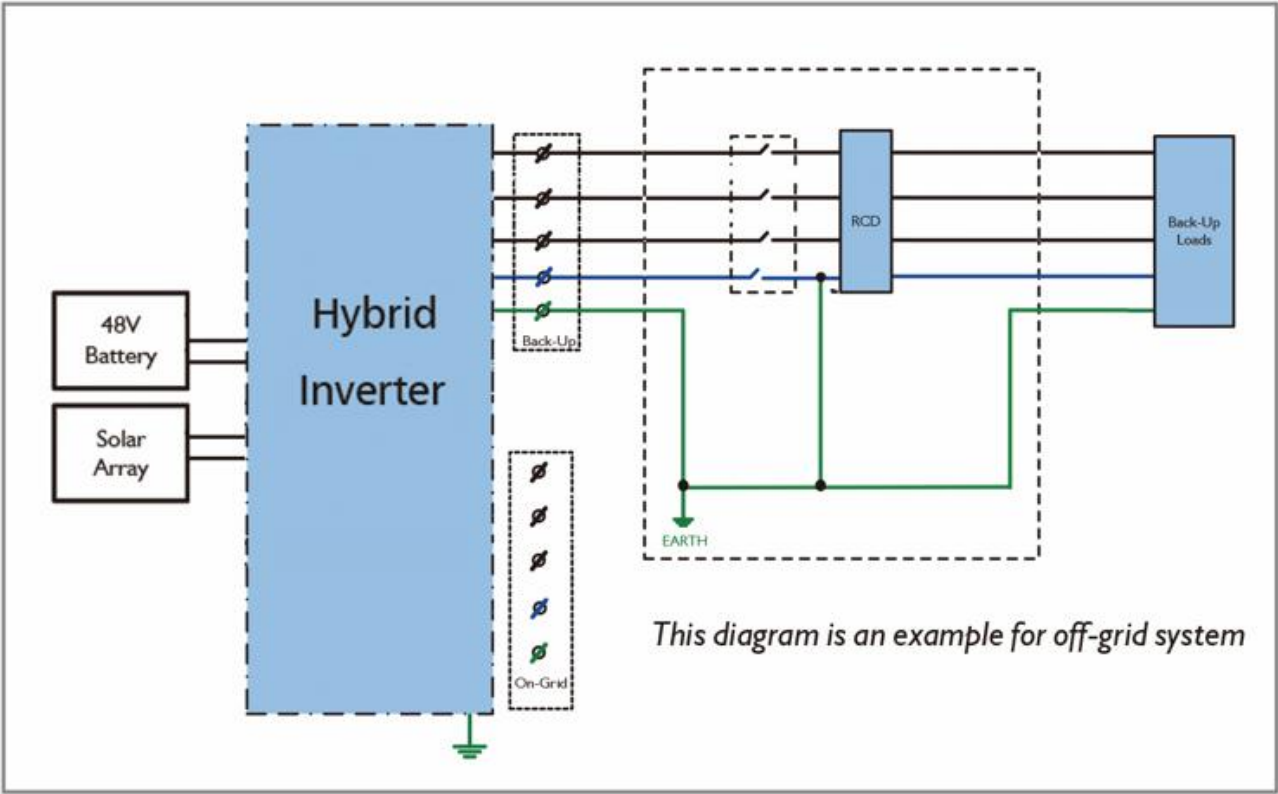 Hybrid
Inverter
48V
Battery
Solar
Array
Back-Up
On-Grid
RCD
Back-Up
Loads
EARTH
This diagram is an example for off-grid system